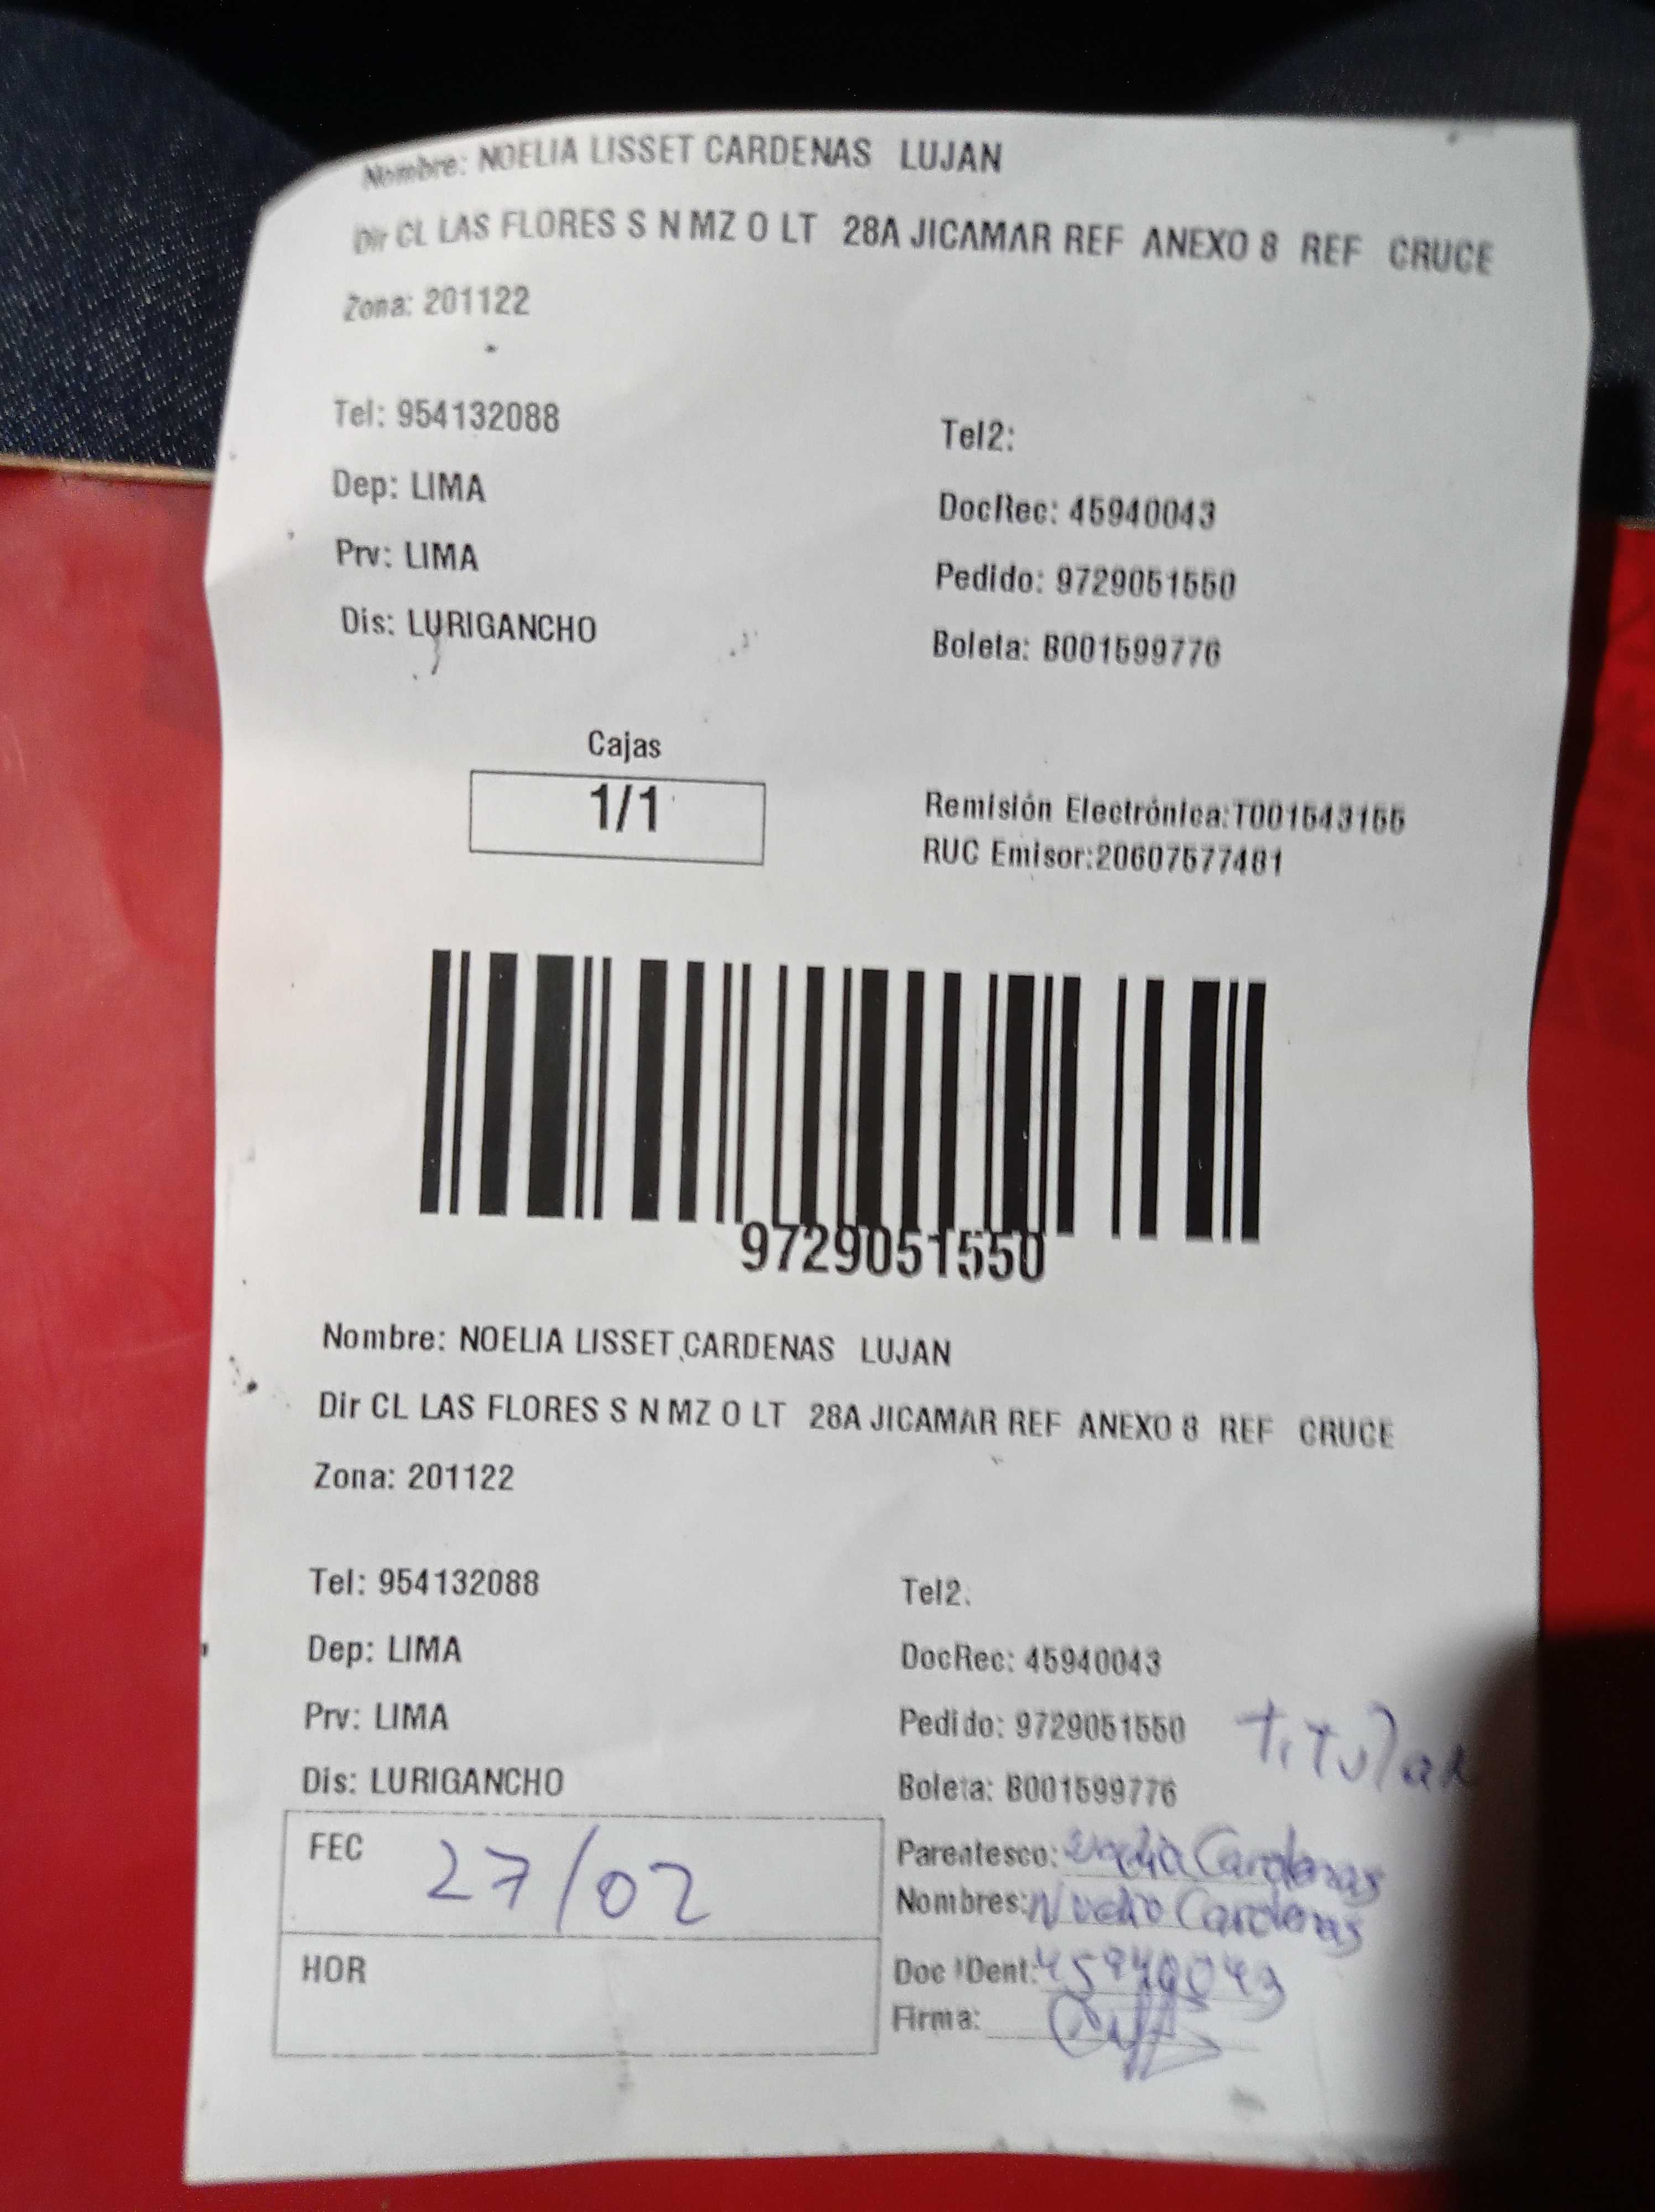 Nombre: NOELIA LISSET CARDENAS LUJAN
Dir CL LAS FLORES S N MZ O LT 28A JICAMAR REF ANEXO 8 REF CRUCE
Zona: 201122
Tel: 954132088
Tel2:
Dep: LIMA
DocRec: 45940043
Prv: LIMA
Pedido: 9729051550
Dis: LURIGANCHO
Boleta: B001599776
Cajas
1/1
Remisión Electrónica:T001543155
RUC Emisor:20607577481
9729051550
Nombre: NOELIA LISSET CARDENAS LUJAN
Dir CL LAS FLORES S N MZ O LT 28A JICAMAR REF ANEXO 8 REF CRUCE
Zona: 201122
Tel: 954132088
Tel2:
Dep: LIMA
DocRec: 45940043
Prv: LIMA
Pedido: 9729051550 titular
Dis: LURIGANCHO
Boleta: B001599776
FEC 27/02
Parentesco: Cardenas
Nombres: Cardenas
HOR
Doc IDent: 45940043
Firma: